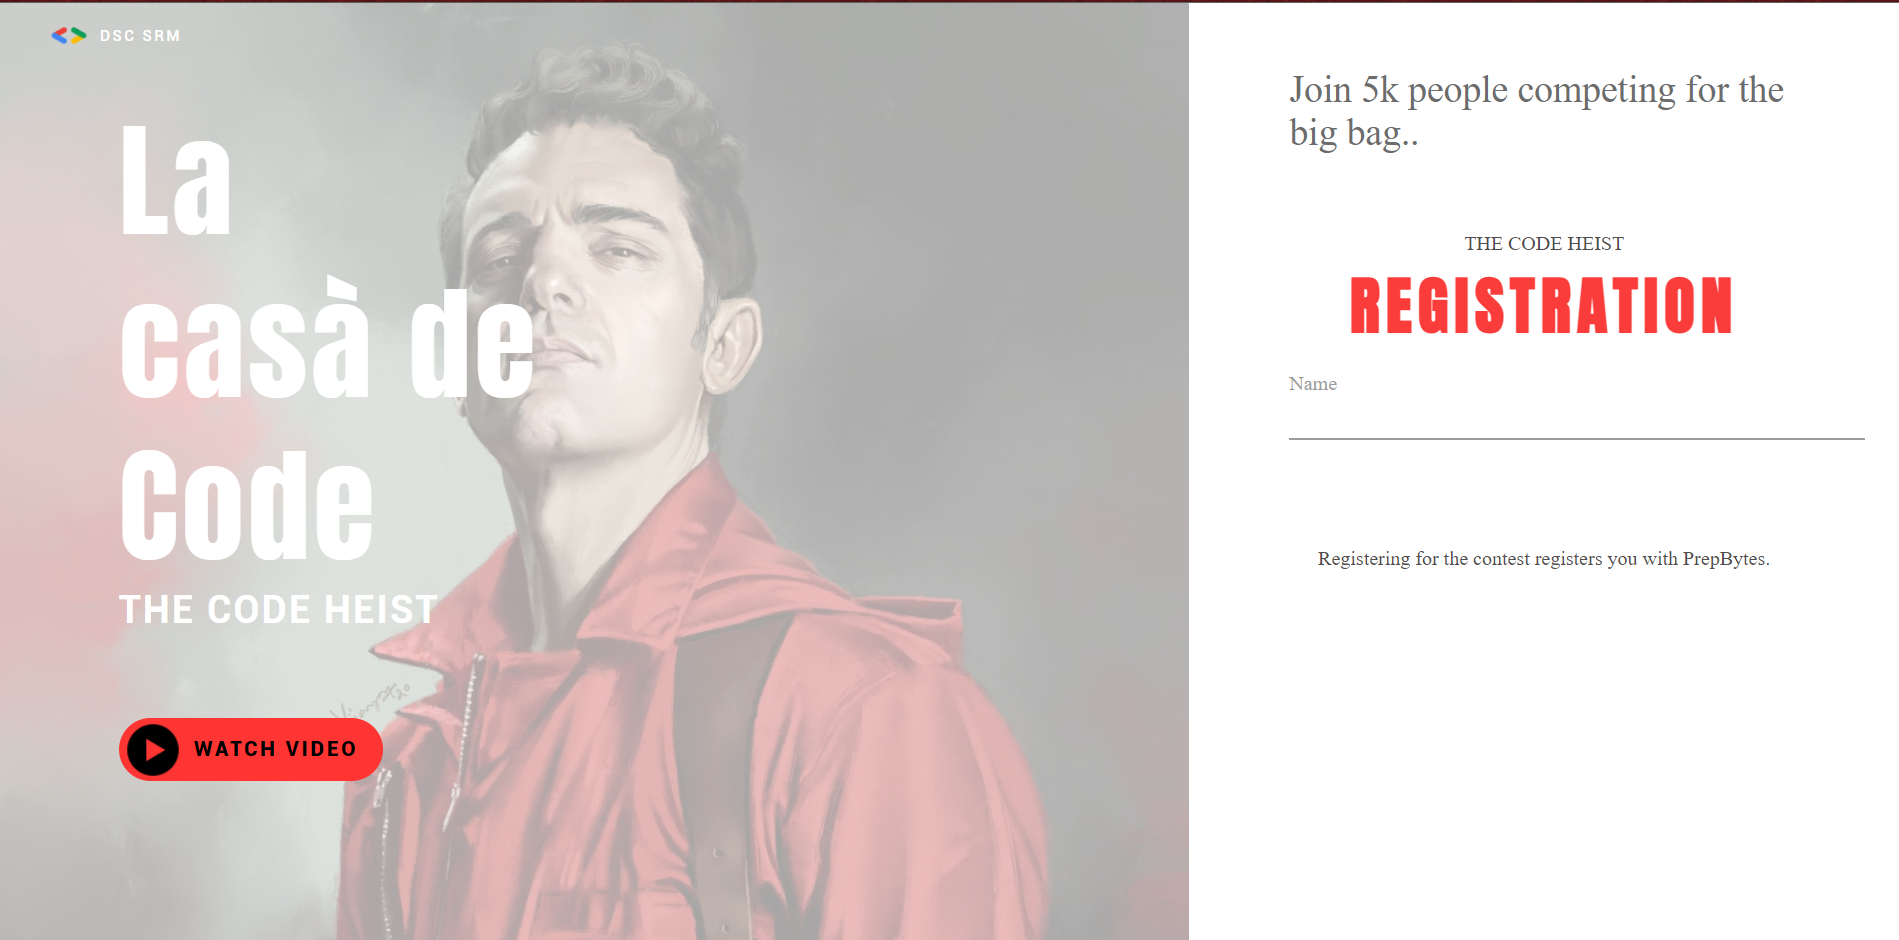 DSC SRM
La
casà de
Code
THE CODE HEIST
WATCH VIDEO
Join 5k people competing for the
big bag..
THE CODE HEIST
REGISTRATION
Name
Registering for the contest registers you with PrepBytes.